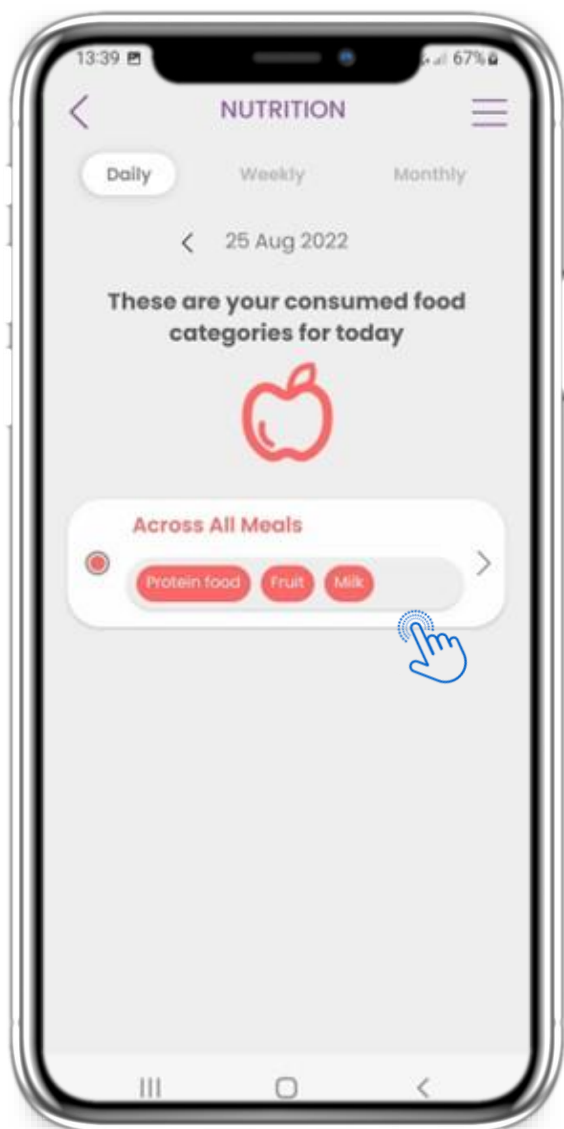 13:39 67%
NUTRITION
Daily Weekly Monthly
25 Aug 2022
These are your consumed food
categories for today
Across All Meals
Protein food Fruit Milk